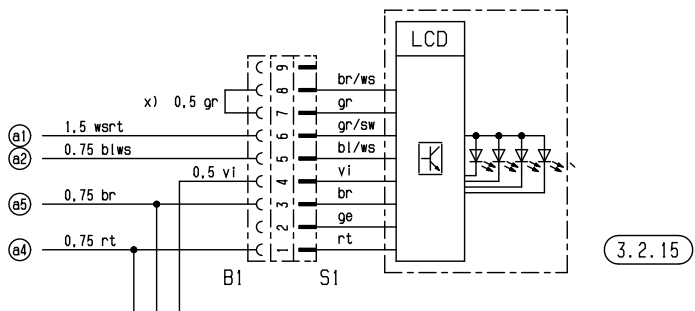 LCD
9
8 br/ws
x) 0,5 gr 7 gr
a1 1,5 wsrt 6 gr/sw
a2 0.75 blws 5 bl/ws
0,5 vi 4 vi
a5 0,75 br 3 br
2 ge
a4 0,75 rt 1 rt
B1 S1
3.2.15